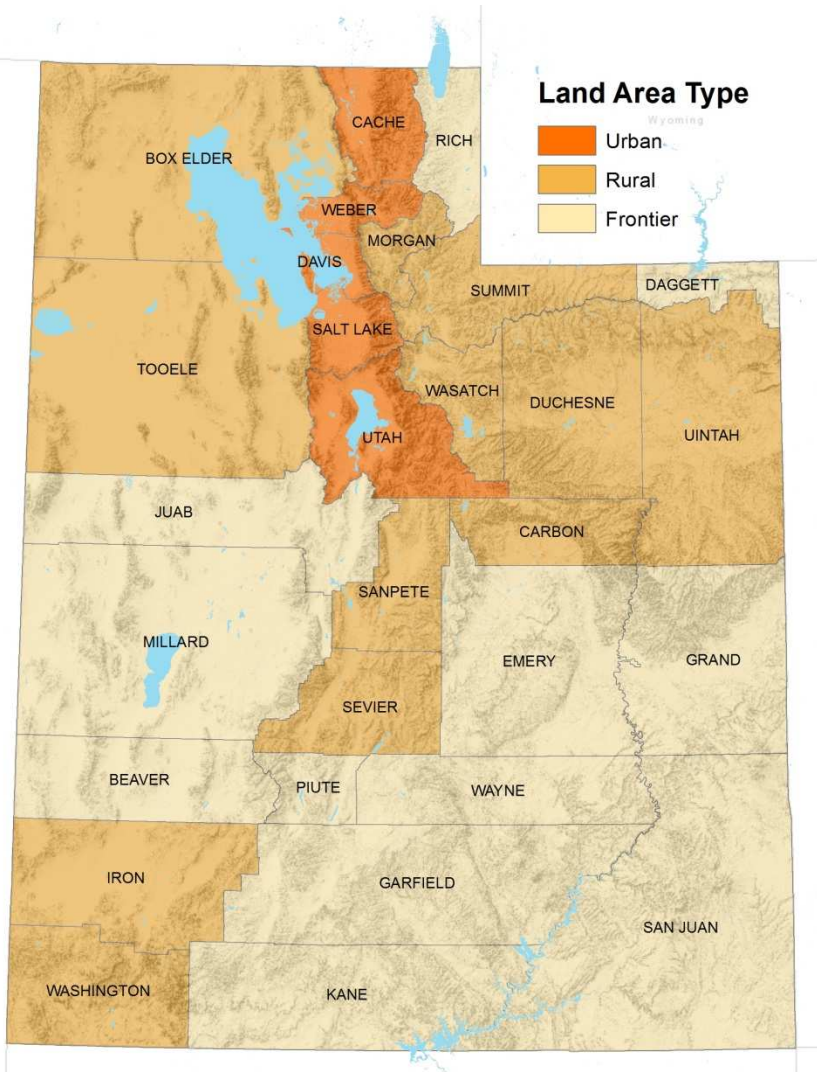 Land Area Type
Wyoming
Urban
Rural
Frontier
CACHE
RICH
BOX ELDER
WEBER
MORGAN
DAVIS
SUMMIT
DAGGETT
SALT LAKE
TOOELE
WASATCH
DUCHESNE
UINTAH
UTAH
JUAB
CARBON
SANPETE
MILLARD
EMERY
GRAND
SEVIER
BEAVER
PIUTE
WAYNE
IRON
GARFIELD
SAN JUAN
WASHINGTON
KANE